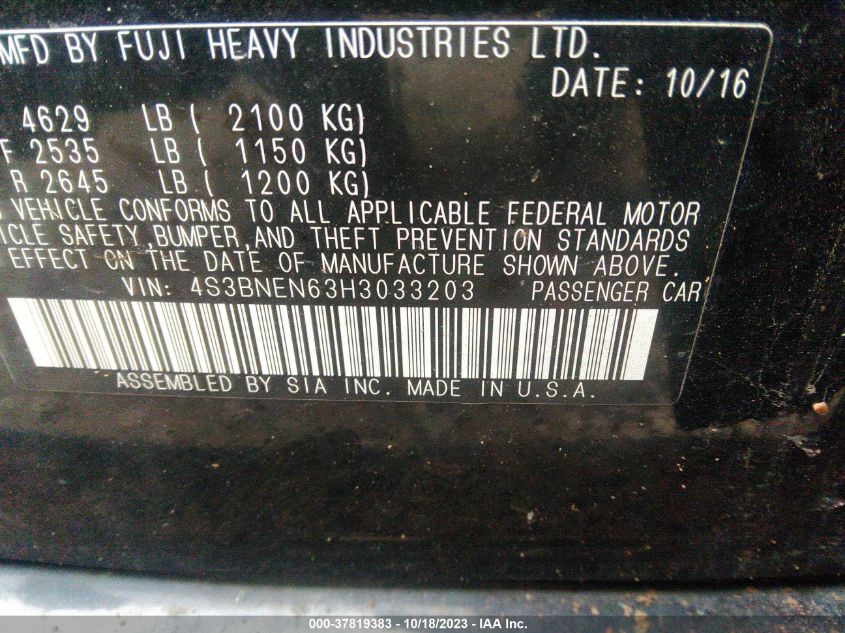 MFD BY FUJI HEAVY INDUSTRIES LTD.
DATE: 10/16
4629 LB ( 2100 KG)
F 2535 LB ( 1150 KG)
R 2645 LB ( 1200 KG)
VEHICLE CONFORMS TO ALL APPLICABLE FEDERAL MOTOR
ICLE SAFETY,BUMPER,AND THEFT PREVENTION STANDARDS
EFFECT ON THE DATE OF MANUFACTURE SHOWN ABOVE.
VIN: 4S3BNEN63H3033203 PASSENGER CAR
ASSEMBLED BY SIA INC. MADE IN U.S.A.
000-37819383 - 10/18/2023 - IAA Inc.